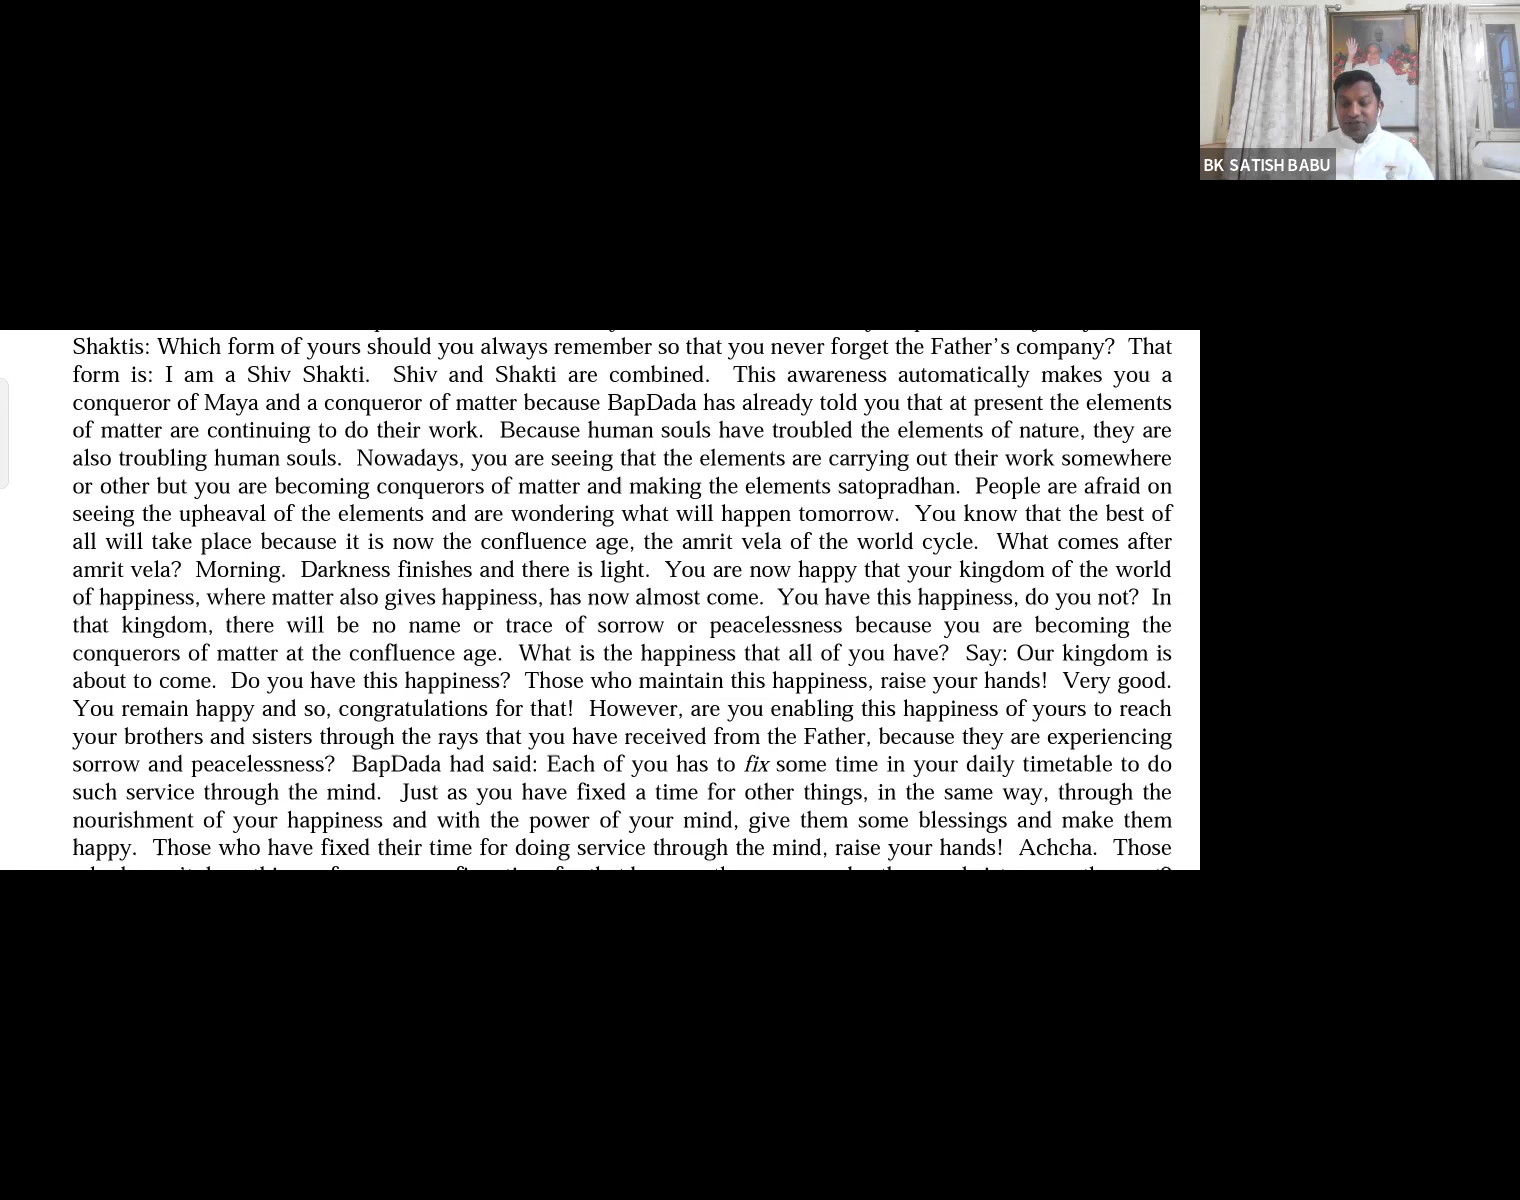 BK SATISH BABU
Shaktis: Which form of yours should you always remember so that you never forget the Father’s company? That
form is: I am a Shiv Shakti. Shiv and Shakti are combined. This awareness automatically makes you a
conqueror of Maya and a conqueror of matter because BapDada has already told you that at present the elements
of matter are continuing to do their work. Because human souls have troubled the elements of nature, they are
also troubling human souls. Nowadays, you are seeing that the elements are carrying out their work somewhere
or other but you are becoming conquerors of matter and making the elements satopradhan. People are afraid on
seeing the upheaval of the elements and are wondering what will happen tomorrow. You know that the best of
all will take place because it is now the confluence age, the amrit vela of the world cycle. What comes after
amrit vela? Morning. Darkness finishes and there is light. You are now happy that your kingdom of the world
of happiness, where matter also gives happiness, has now almost come. You have this happiness, do you not? In
that kingdom, there will be no name or trace of sorrow or peacelessness because you are becoming the
conquerors of matter at the confluence age. What is the happiness that all of you have? Say: Our kingdom is
about to come. Do you have this happiness? Those who maintain this happiness, raise your hands! Very good.
You remain happy and so, congratulations for that! However, are you enabling this happiness of yours to reach
your brothers and sisters through the rays that you have received from the Father, because they are experiencing
sorrow and peacelessness? BapDada had said: Each of you has to fix some time in your daily timetable to do
such service through the mind. Just as you have fixed a time for other things, in the same way, through the
nourishment of your happiness and with the power of your mind, give them some blessings and make them
happy. Those who have fixed their time for doing service through the mind, raise your hands! Achcha. Those